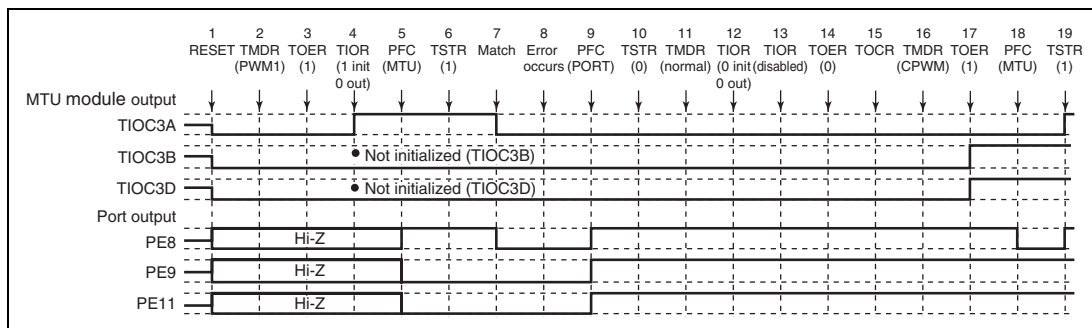 1 2 3 4 5 6 7 8 9 10 11 12 13 14 15 16 17 18 19
RESET TMDR TOER TIOR PFC TSTR Match Error PFC TSTR TMDR TIOR TIOR TOER TOCR TMDR TOER PFC TSTR
(PWM1) (1) (1 init (MTU) (1) occurs (PORT) (0) (normal) (0 init (disabled) (0) (CPWM) (1) (MTU) (1)
0 out) 0 out)
MTU module output
TIOC3A
TIOC3B • Not initialized (TIOC3B)
TIOC3D • Not initialized (TIOC3D)
Port output
PE8 Hi-Z
PE9 Hi-Z
PE11 Hi-Z